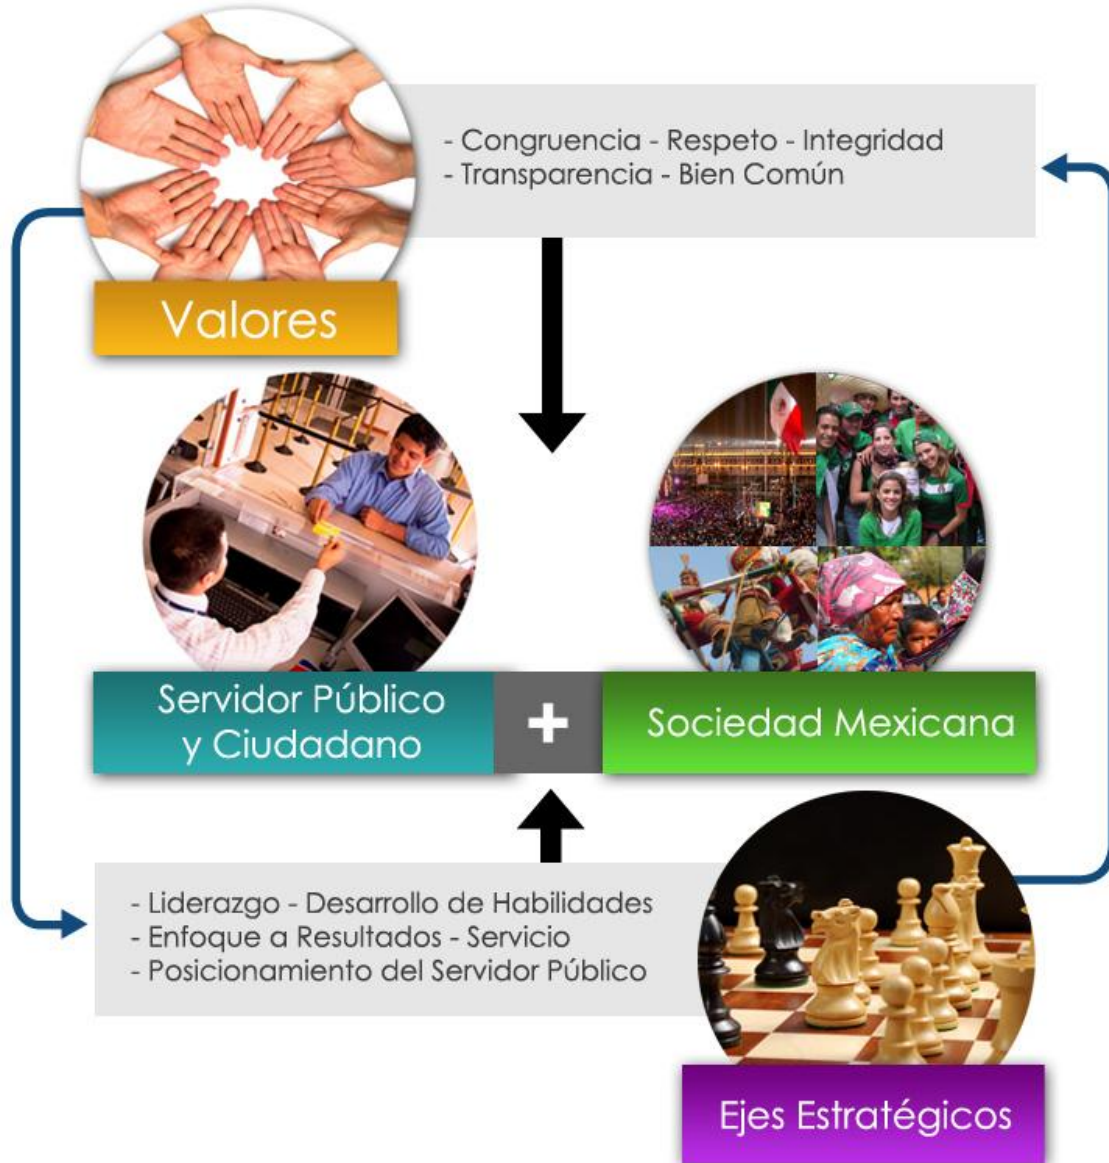 - Congruencia - Respeto - Integridad
- Transparencia - Bien Común
Valores
Servidor Público
y Ciudadano
+
Sociedad Mexicana
- Liderazgo - Desarrollo de Habilidades
- Enfoque a Resultados - Servicio
- Posicionamiento del Servidor Público
Ejes Estratégicos